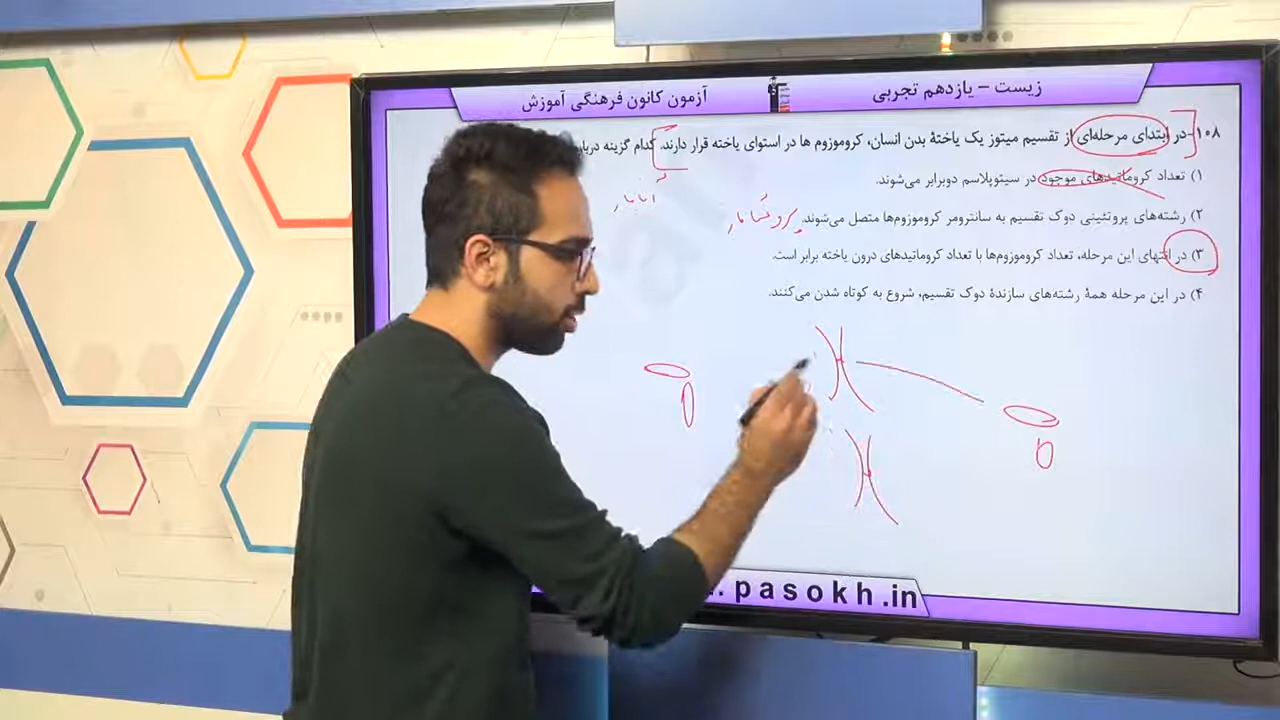 زیست – یازدهم تجربی
آزمون کانون فرهنگی آموزش
۱۰۸- در ابتدای مرحله‌ای از تقسیم میتوز یک یاختهٔ بدن انسان، کروموزوم ها در استوای یاخته قرار دارند. کدام گزینه
۱) تعداد کروماتیدهای موجود در سیتوپلاسم دوبرابر می‌شوند.
آنافاز
۲) رشته‌های پروتئینی دوک تقسیم به سانترومر کروموزوم‌ها متصل می‌شوند.
۳) در انتهای این مرحله، تعداد کروموزوم‌ها با تعداد کروماتیدهای درون یاخته برابر است.
۴) در این مرحله همهٔ رشته‌های سازندهٔ دوک تقسیم، شروع به کوتاه شدن می‌کنند.
pasokh.in